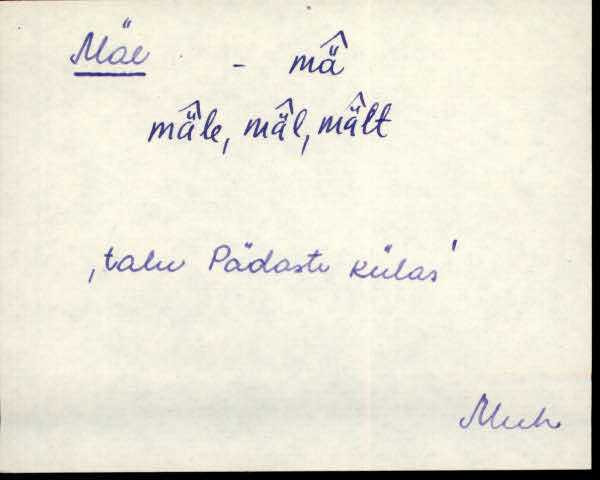 Mäe - mä̂
mä̂le, mä̂l, mä̂lt
‚talu Pädaste külas'
Muh.